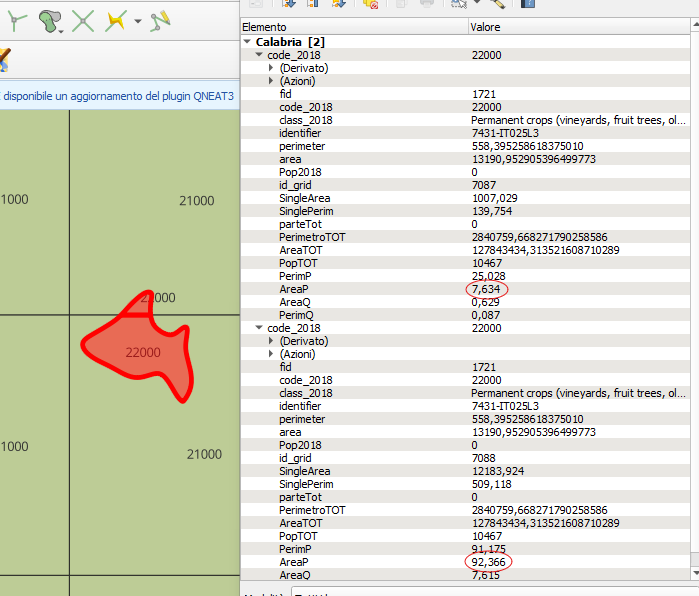 Elemento Valore
Calabria [2]
code_2018 22000
(Derivato)
(Azioni)
fid 1721
code_2018 22000
class_2018 Permanent crops (vineyards, fruit trees, ol...
identifier 7431-IT025L3
perimeter 558,395258618375010
area 13190,952905396499773
Pop2018 0
id_grid 7087
SingleArea 1007,029
SinglePerim 139,754
parteTot 0
PerimetroTOT 2840759,668271790258586
AreaTOT 127843434,313521608710289
PopTOT 10467
PerimP 25,028
AreaP 7,634
AreaQ 0,629
PerimQ 0,087
code_2018 22000
(Derivato)
(Azioni)
fid 1721
code_2018 22000
class_2018 Permanent crops (vineyards, fruit trees, ol...
identifier 7431-IT025L3
perimeter 558,395258618375010
area 13190,952905396499773
Pop2018 0
id_grid 7088
SingleArea 12183,924
SinglePerim 509,118
parteTot 0
PerimetroTOT 2840759,668271790258586
AreaTOT 127843434,313521608710289
PopTOT 10467
PerimP 91,175
AreaP 92,366
AreaQ 7,615
disponibile un aggiornamento del plugin QNEAT3
1000 21000
22000
22000
1000 21000